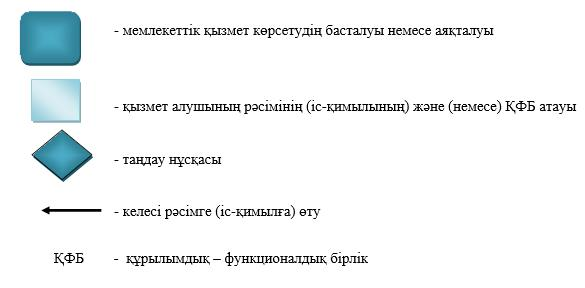 - мемлекеттік қызмет көрсетудің басталуы немесе аяқталуы
- қызмет алушының рәсімінің (іс-қимылының) және (немесе) ҚФБ атауы
- таңдау нұсқасы
- келесі рәсімге (іс-қимылға) өту
ҚФБ - құрылымдық – функционалдық бірлік